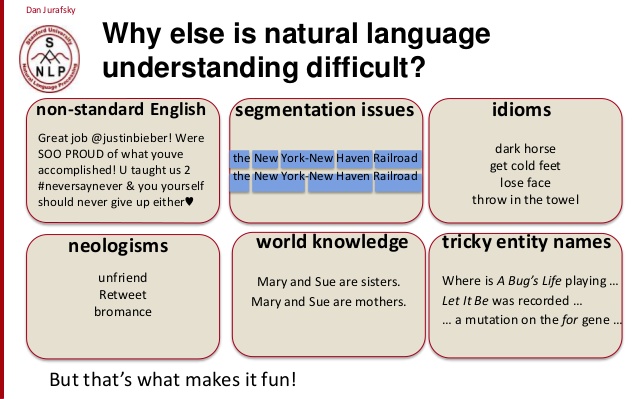 Dan Jurafsky
Stanford University
S
NLP
Natural Language Processing
Why else is natural language
understanding difficult?
non-standard English
Great job @justinbieber! Were
SOO PROUD of what youve
accomplished! U taught us 2
#neversaynever & you yourself
should never give up either♥
segmentation issues
the New York-New Haven Railroad
the New York-New Haven Railroad
idioms
dark horse
get cold feet
lose face
throw in the towel
neologisms
unfriend
Retweet
bromance
world knowledge
Mary and Sue are sisters.
Mary and Sue are mothers.
tricky entity names
Where is A Bug’s Life playing …
Let It Be was recorded …
… a mutation on the for gene …
But that’s what makes it fun!